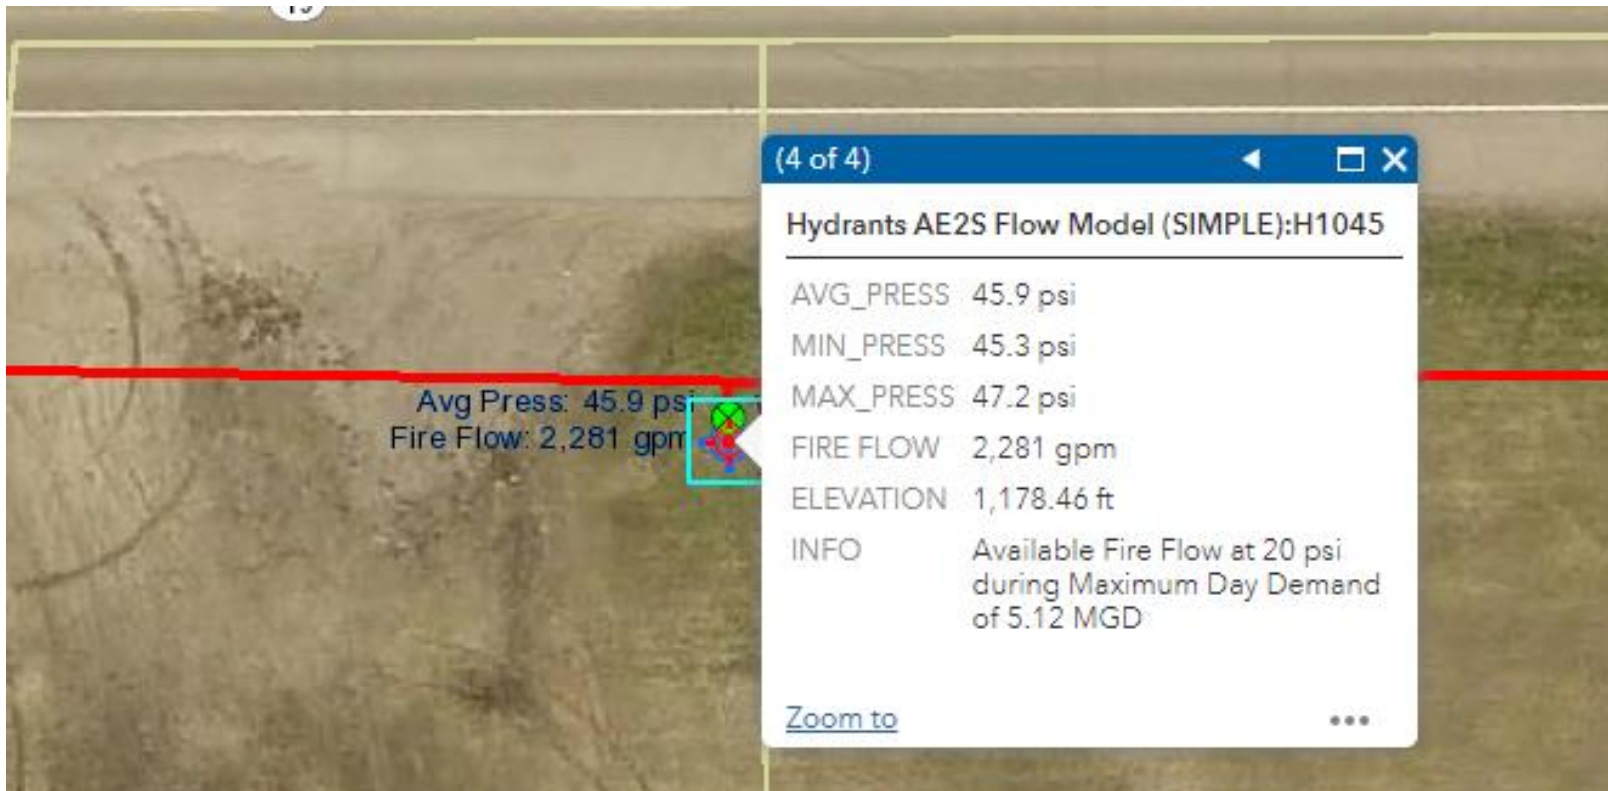 (4 of 4)
Hydrants AE2S Flow Model (SIMPLE):H1045
AVG_PRESS 45.9 psi
MIN_PRESS 45.3 psi
MAX_PRESS 47.2 psi
FIRE FLOW 2,281 gpm
ELEVATION 1,178.46 ft
INFO Available Fire Flow at 20 psi
during Maximum Day Demand
of 5.12 MGD
Zoom to
Avg Press: 45.9 psi
Fire Flow: 2,281 gpm